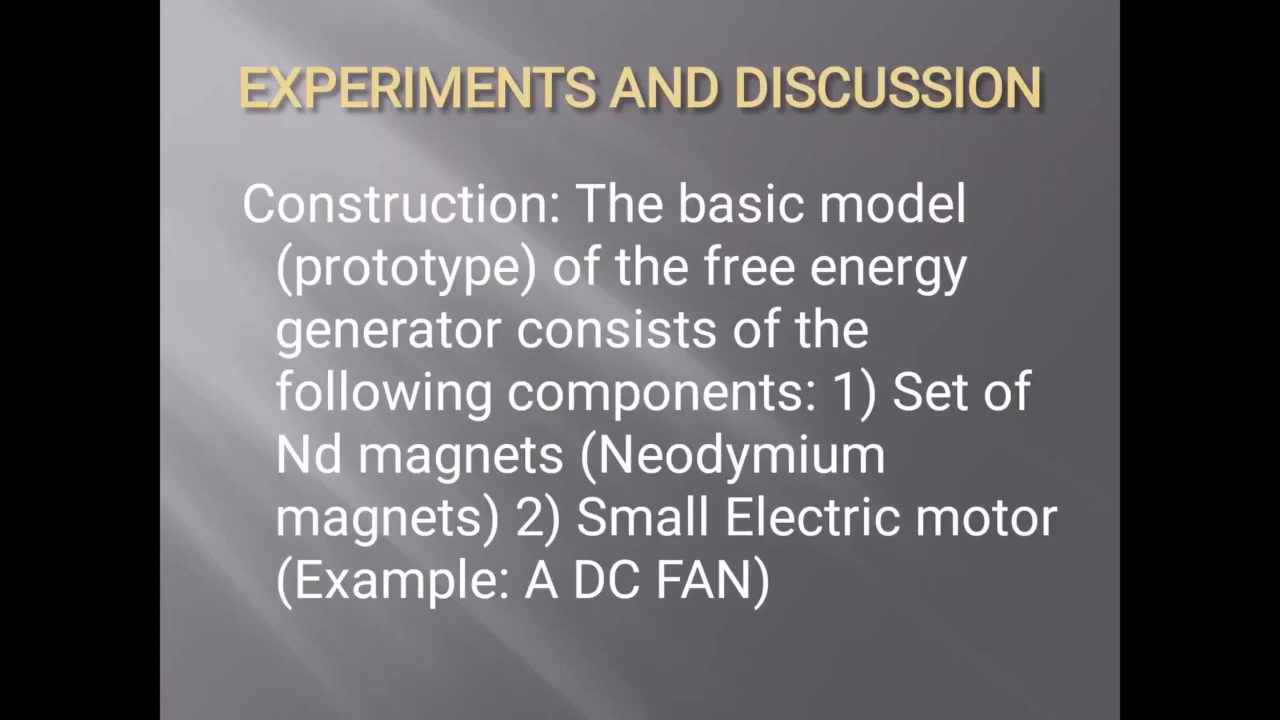 EXPERIMENTS AND DISCUSSION
Construction: The basic model
(prototype) of the free energy
generator consists of the
following components: 1) Set of
Nd magnets (Neodymium
magnets) 2) Small Electric motor
(Example: A DC FAN)